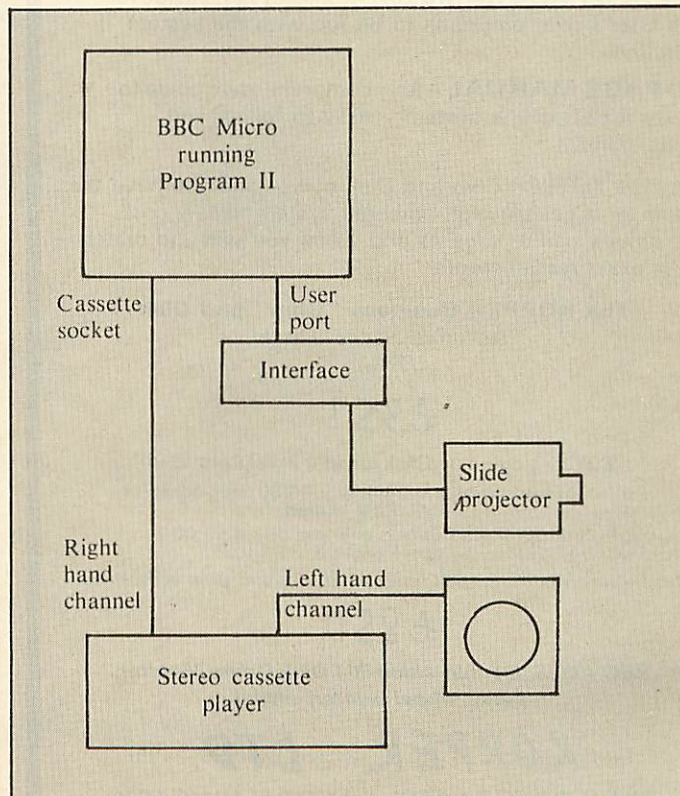 BBC Micro
running
Program II
Cassette
socket
User
port
Interface
Slide
projector
Right
hand
channel
Left hand
channel
Stereo cassette
player